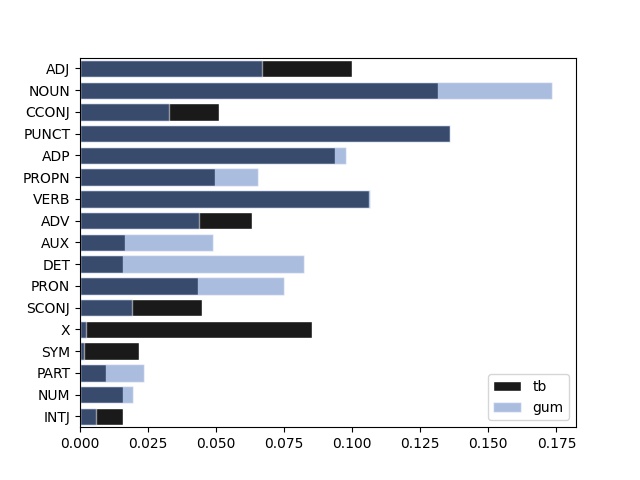 ADJ
NOUN
CCONJ
PUNCT
ADP
PROPN
VERB
ADV
AUX
DET
PRON
SCONJ
X
SYM
PART
NUM
INTJ
tb
gum
0.000 0.025 0.050 0.075 0.100 0.125 0.150 0.175